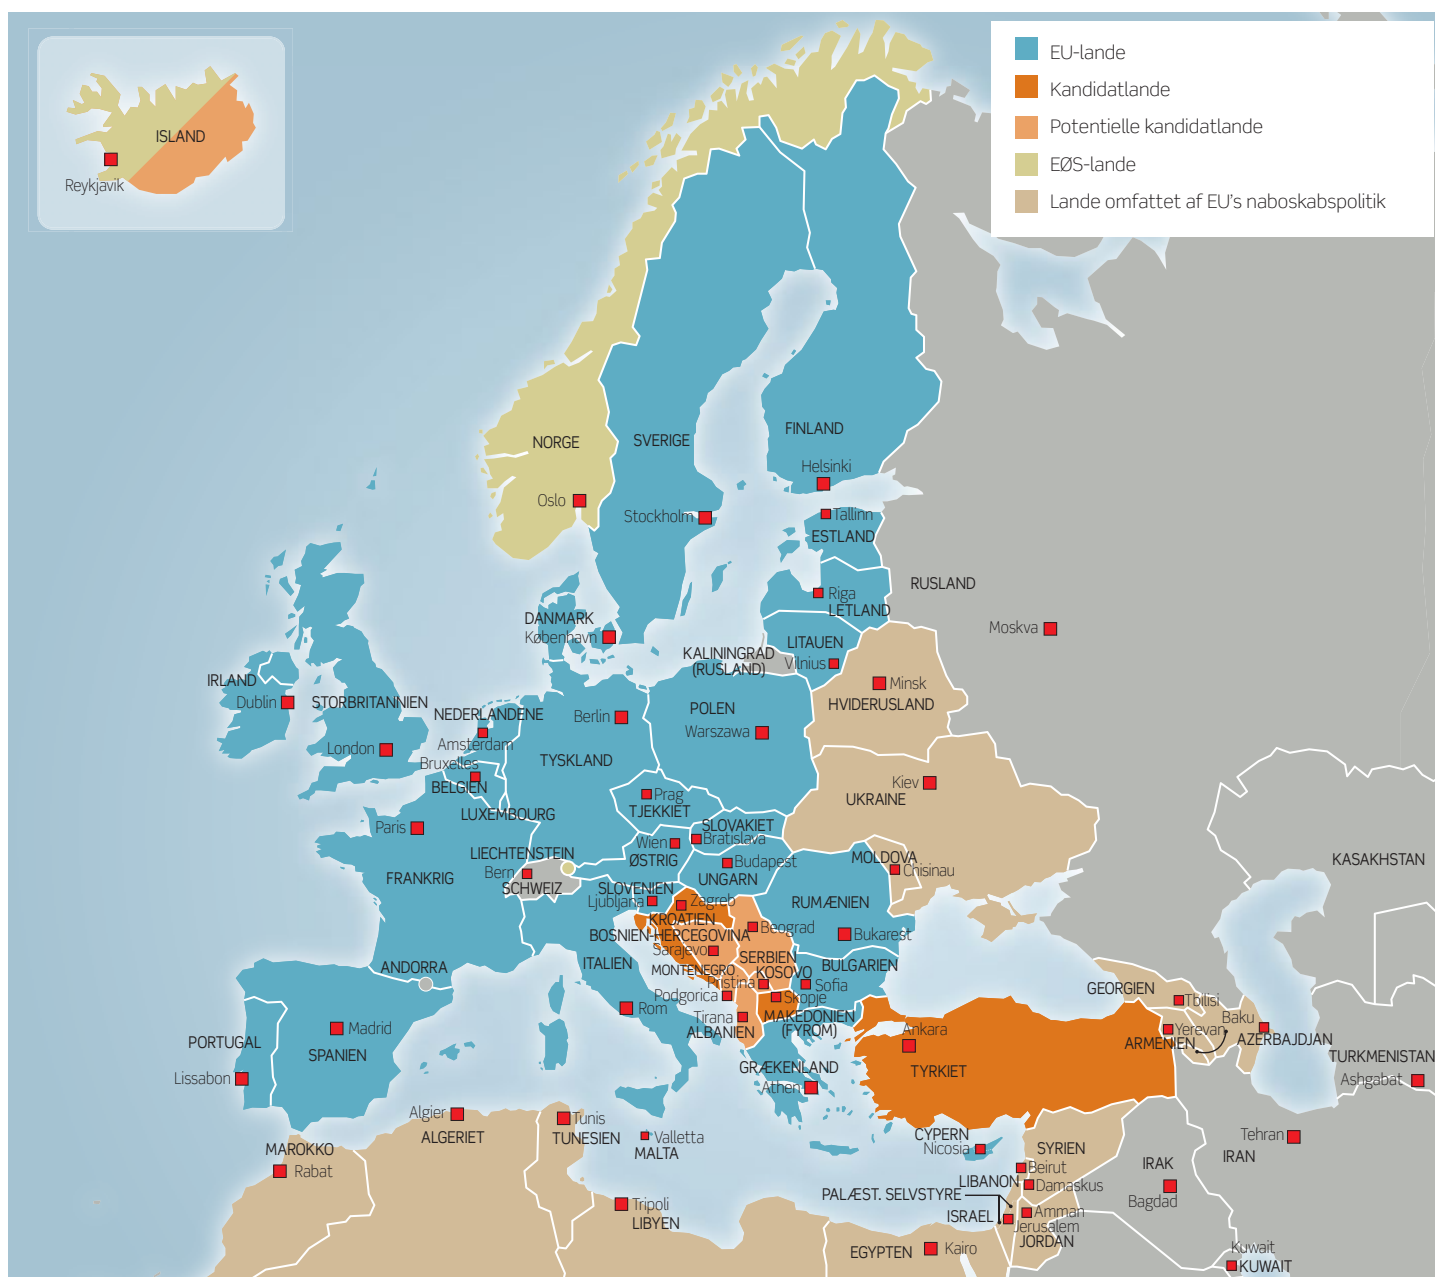 EU-lande
Kandidatlande
Potentielle kandidatlande
EØS-lande
Lande omfattet af EU's naboskabspolitik
ISLAND
Reykjavik
NORGE
SVERIGE
FINLAND
Helsinki
Oslo
Stockholm
Tallinn
ESTLAND
RUSLAND
Riga
LETLAND
DANMARK
København
Moskva
LITAUEN
Vilnius
KALININGRAD
(RUSLAND)
IRLAND
Dublin
STORBRITANNIEN
Minsk
HVIDERUSLAND
NEDERLANDENE
Amsterdam
Berlin
POLEN
Warszawa
London
Bruxelles
BELGIEN
TYSKLAND
Kiev
UKRAINE
Prag
TJEKKIET
LUXEMBOURG
Paris
SLOVAKIET
Bratislava
Wien
ØSTRIG
LIECHTENSTEIN
Bern
SCHWEIZ
Budapest
UNGARN
MOLDOVA
Chisinau
KASAKHSTAN
FRANKRIG
SLOVENIEN
Ljubljana
Zagreb
KROATIEN
RUMÆNIEN
Bukarest
BOSNIEN-HERCEGOVINA
Sarajevo
Beograd
SERBIEN
ITALIEN
MONTENEGRO
KOSOVO
Pristina
BULGARIEN
Sofia
ANDORRA
Podgorica
Skopje
Rom
Tirana
ALBANIEN
MAKEDONIEN
(FYROM)
GEORGIEN
Tbilisi
Baku
Yerevan
ARMENIEN
AZERBAJDJAN
Madrid
SPANIEN
PORTUGAL
Lissabon
Ankara
TYRKIET
TURKMENISTAN
Ashgabat
GRÆKENLAND
Athen
Algier
ALGERIET
Tunis
TUNESIEN
Valletta
MALTA
CYPERN
Nicosia
SYRIEN
Tehran
IRAN
MAROKKO
Rabat
Beirut
LIBANON
Damaskus
IRAK
Bagdad
PALÆST. SELVSTYRE
Tripoli
LIBYEN
ISRAEL
Amman
Jerusalem
JORDAN
EGYPTEN
Kairo
Kuwait
KUWAIT